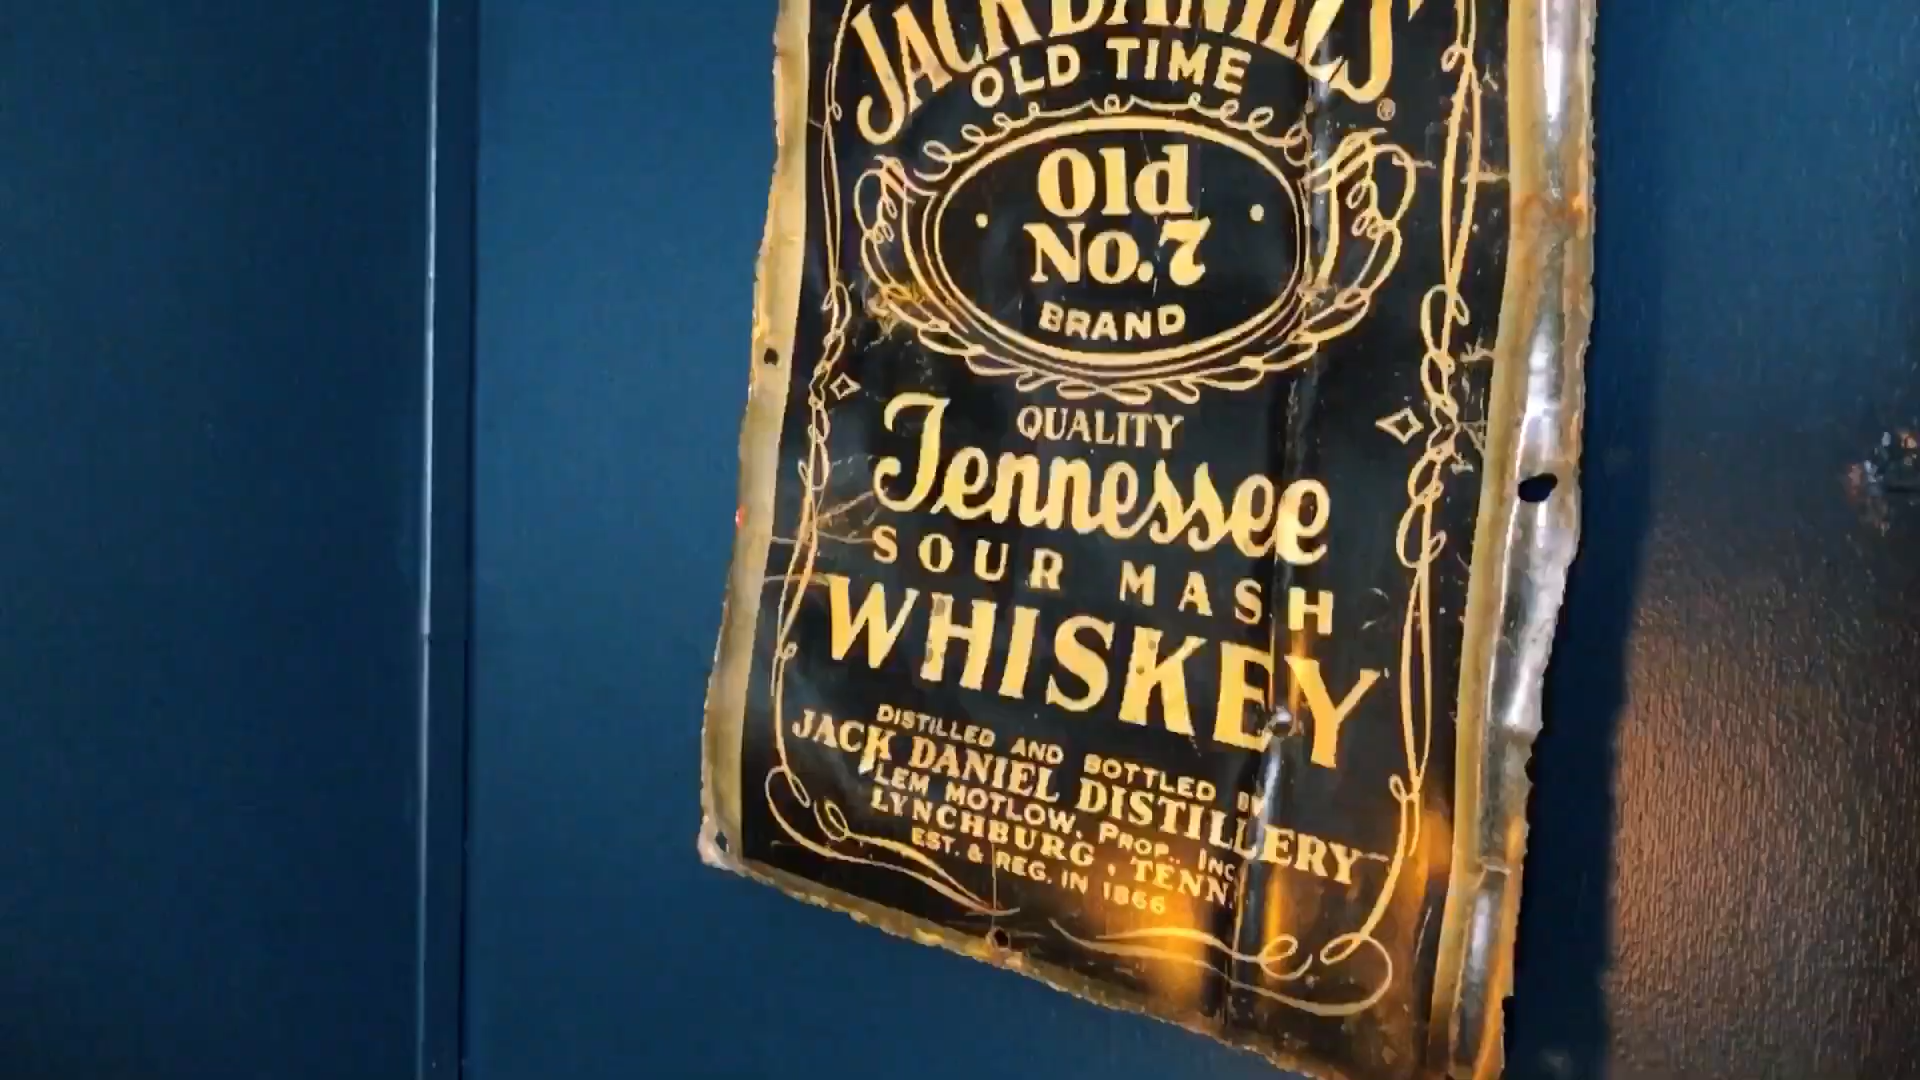 JACK DANIEL'S
OLD TIME
®
Old
No.7
BRAND
QUALITY
Tennessee
SOUR MASH
WHISKEY
DISTILLED AND BOTTLED BY
JACK DANIEL DISTILLERY
LEM MOTLOW, PROP., INC.
LYNCHBURG, TENN.
EST. & REG. IN 1866